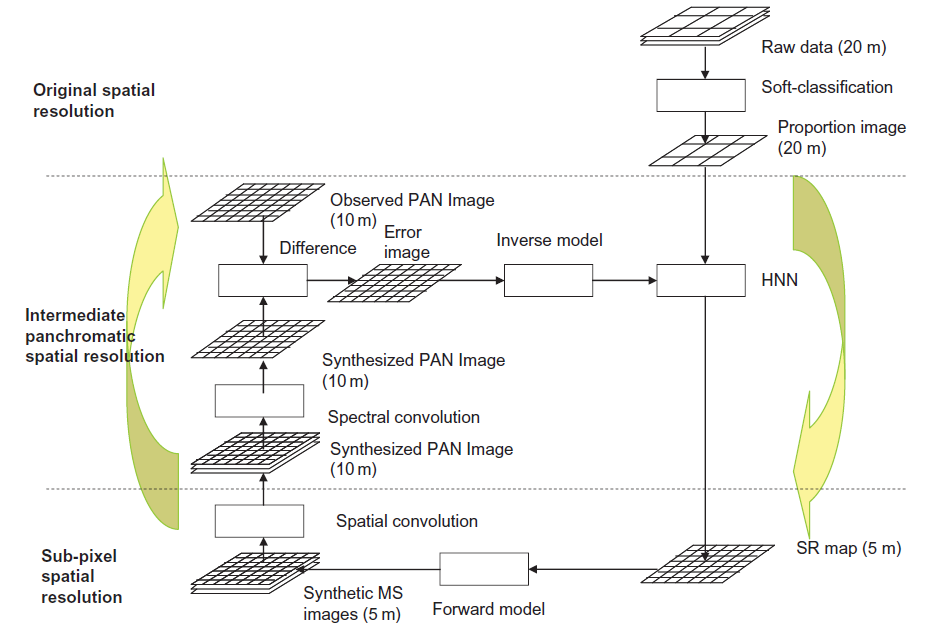 Raw data (20 m)
Original spatial
resolution
Soft-classification
Proportion image
(20 m)
Observed PAN Image
(10 m)
Error
image
Difference
Inverse model
HNN
Intermediate
panchromatic
spatial resolution
Synthesized PAN Image
(10 m)
Spectral convolution
Synthesized PAN Image
(10 m)
Spatial convolution
Sub-pixel
spatial
resolution
SR map (5 m)
Synthetic MS
images (5 m)
Forward model